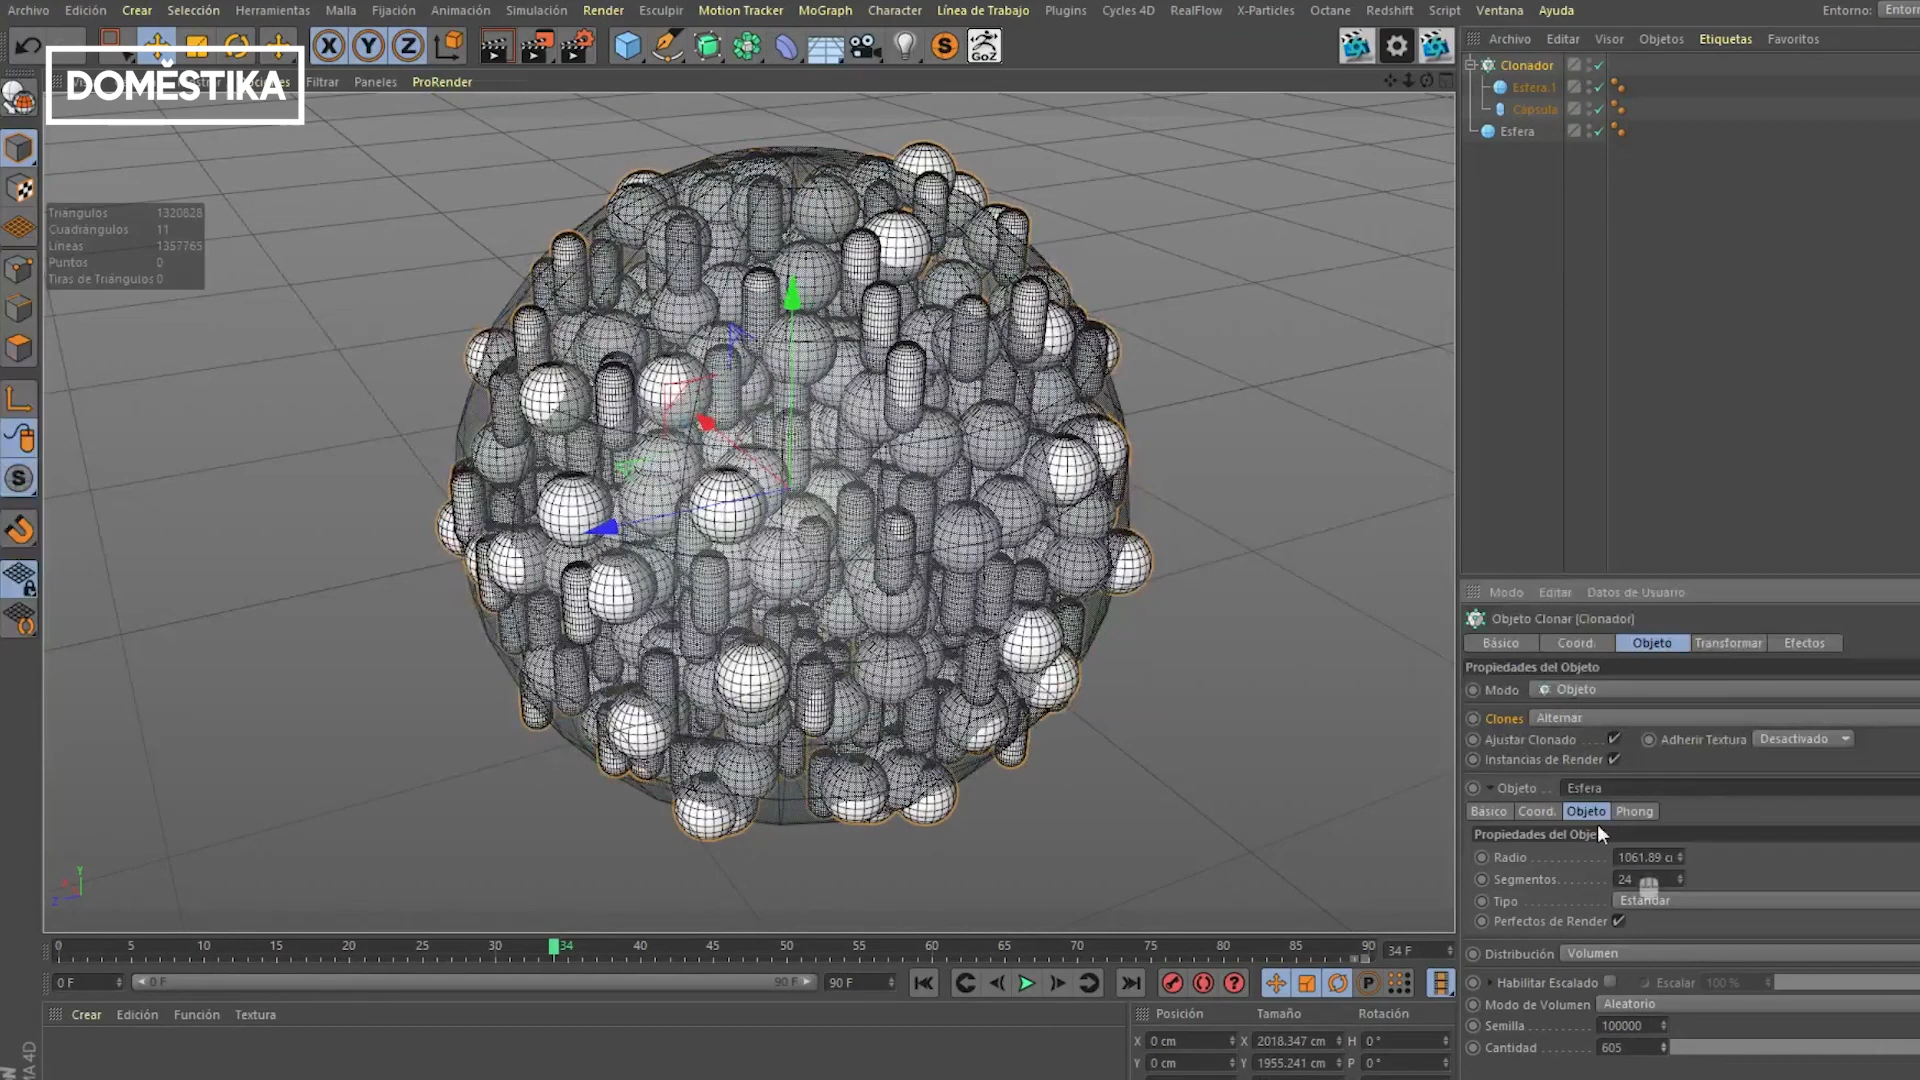 Archivo Edición Crear Selección Herramientas Malla Fijación Animación Simulación Render Esculpir Motion Tracker MoGraph Character Línea de Trabajo Plugins Cycles 4D RealFlow X-Particles Octane Redshift Script Ventana Ayuda Entorno:
X Y Z S GoZ
Archivo Editar Visor Objetos Etiquetas Favoritos
DOMĚSTIKA
Filtrar Paneles ProRender
Clonador
Esfera.1
Cápsula
Esfera
Triángulos 1320828
Cuadrángulos 11
Líneas 1357765
Puntos 0
Tiras de Triángulos 0
Modo Editar Datos de Usuario
Objeto Clonar [Clonador]
Básico Coord. Objeto Transformar Efectos
Propiedades del Objeto
Modo Objeto
Clones Alternar
Ajustar Clonado Adherir Textura Desactivado
Instancias de Render
Objeto Esfera
Básico Coord. Objeto Phong
Propiedades del Obje
Radio 1061.89 c
Segmentos 24
Tipo Estándar
Perfectos de Render
Distribución Volumen
Habilitar Escalado Escalar 100 %
Modo de Volumen Aleatorio
Semilla 100000
Cantidad 605
Y
Z
0 5 10 15 20 25 30 34 40 45 50 55 60 65 70 75 80 85 90 34 F
0 F 0 F 90 F 90 F
P
Crear Edición Función Textura
Posición Tamaño Rotación
X 0 cm X 2018.347 cm H 0 °
Y 0 cm Y 1955.241 cm P 0 °